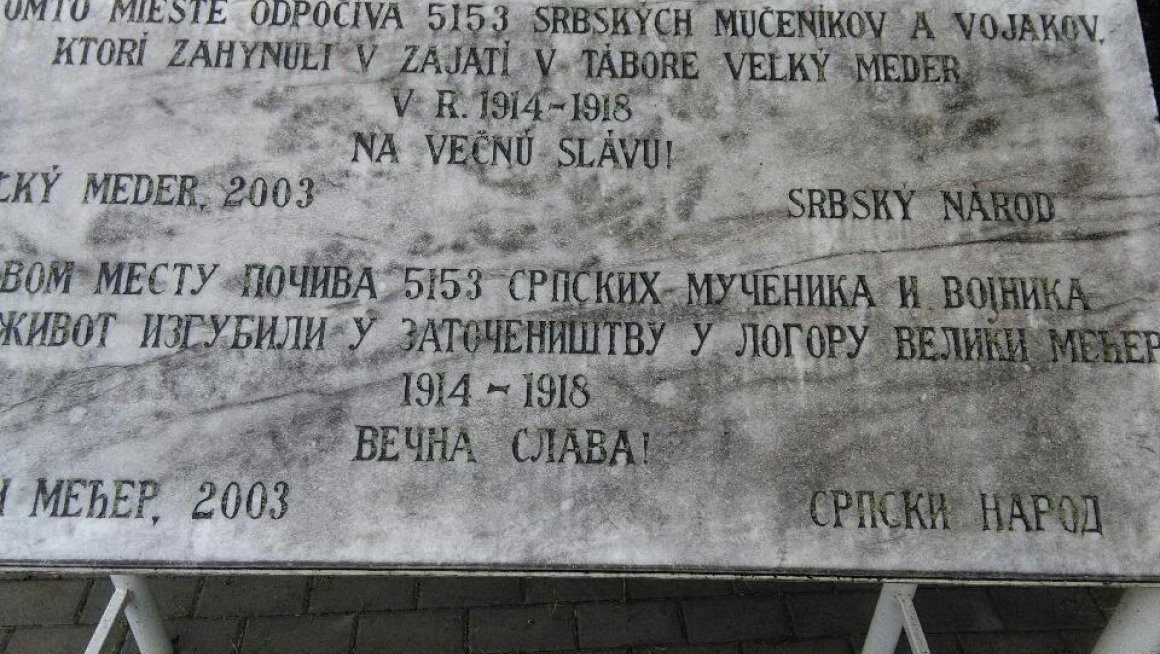 TOMTO MIESTE ODPOČÍVA 5153 SRBSKÝCH MUČENÍKOV A VOJAKOV,
KTORÍ ZAHYNULI V ZAJATÍ V TÁBORE VEĽKÝ MEDER
V R. 1914-1918
NA VEČNÚ SLÁVU!
ĽKÝ MEDER, 2003 SRBSKÝ NÁROD
ВОМ МЕСТУ ПОЧИВА 5153 СРПСКИХ МУЧЕНИКА И ВОЈНИКА
ЖИВОТ ИЗГУБИЛИ У ЗАТОЧЕНИШТВУ У ЛОГОРУ ВЕЛИКИ МЕЂЕР
1914 - 1918
ВЕЧНА СЛАВА!
И МЕЂЕР, 2003 СРПСКИ НАРОД